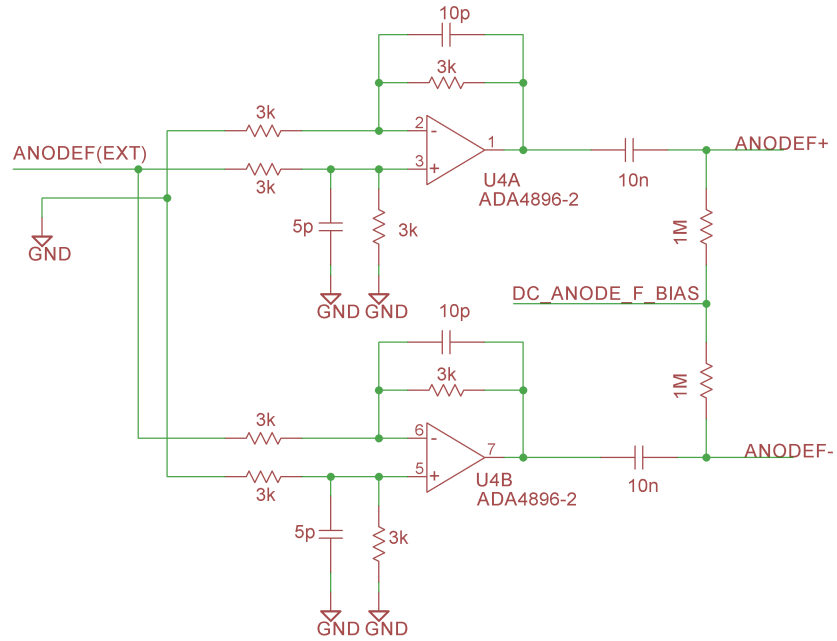 10p
3k
3k
2
1
ANODEF(EXT)
3
ANODEF+
3k
U4A
10n
ADA4896-2
5p
3k
1M
GND
DC_ANODE_F_BIAS
GND
GND
10p
3k
1M
3k
6
7
ANODEF-
5
3k
U4B
10n
ADA4896-2
5p
3k
GND
GND